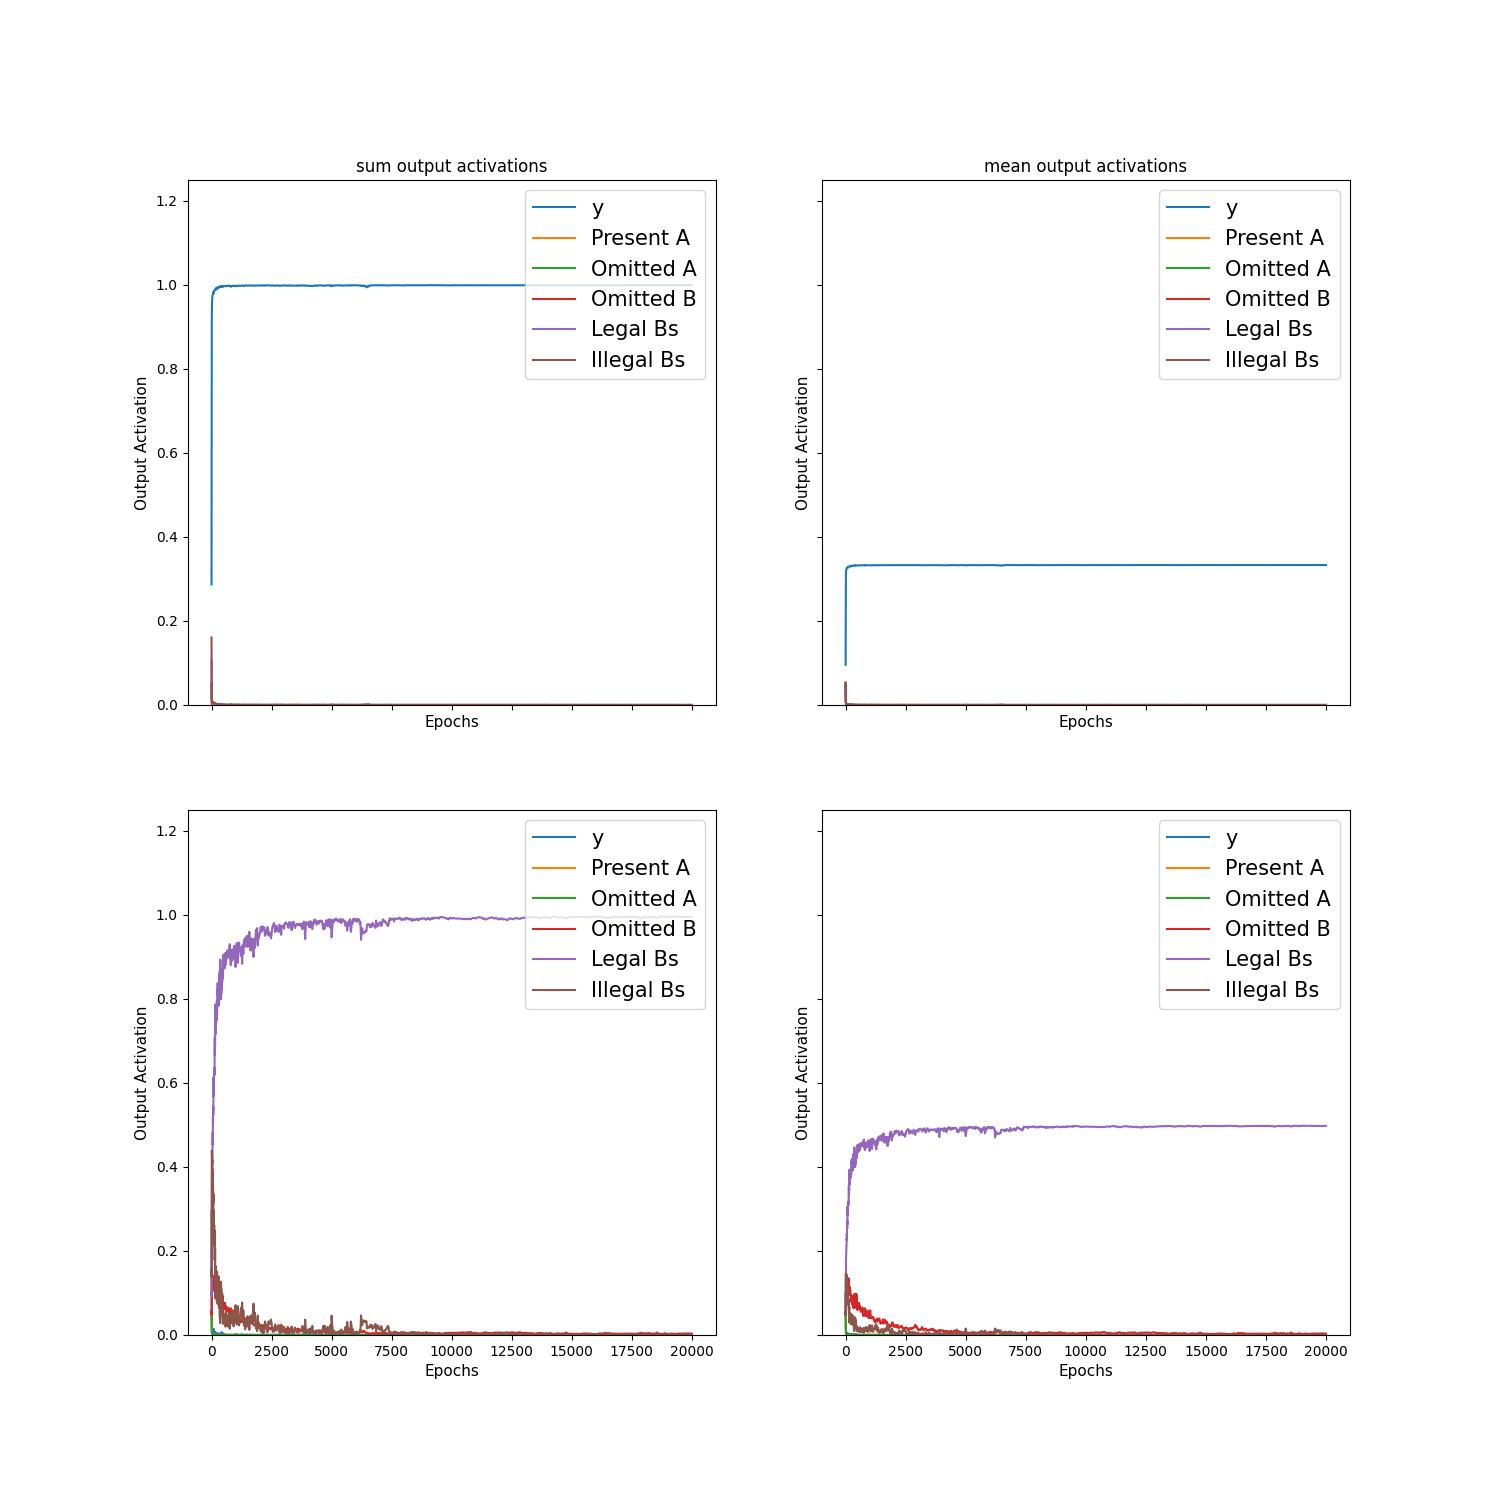 sum output activations
mean output activations
1.2
1.0
0.8
0.6
0.4
0.2
0.0
Output Activation
y
Present A
Omitted A
Omitted B
Legal Bs
Illegal Bs
Epochs
Output Activation
y
Present A
Omitted A
Omitted B
Legal Bs
Illegal Bs
Epochs
1.2
1.0
0.8
0.6
0.4
0.2
0.0
Output Activation
y
Present A
Omitted A
Omitted B
Legal Bs
Illegal Bs
0 2500 5000 7500 10000 12500 15000 17500 20000
Epochs
Output Activation
y
Present A
Omitted A
Omitted B
Legal Bs
Illegal Bs
0 2500 5000 7500 10000 12500 15000 17500 20000
Epochs